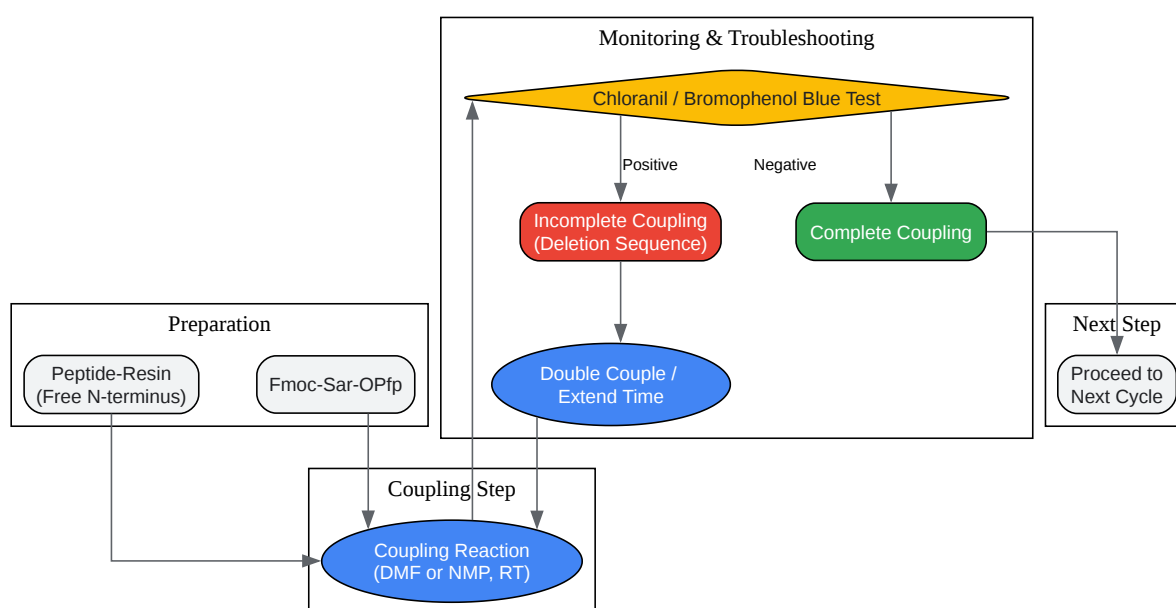 Monitoring & Troubleshooting
Chloranil / Bromophenol Blue Test
Positive
Negative
Incomplete Coupling
(Deletion Sequence)
Complete Coupling
Preparation
Next Step
Peptide-Resin
(Free N-terminus)
Fmoc-Sar-OPfp
Double Couple /
Extend Time
Proceed to
Next Cycle
Coupling Step
Coupling Reaction
(DMF or NMP, RT)